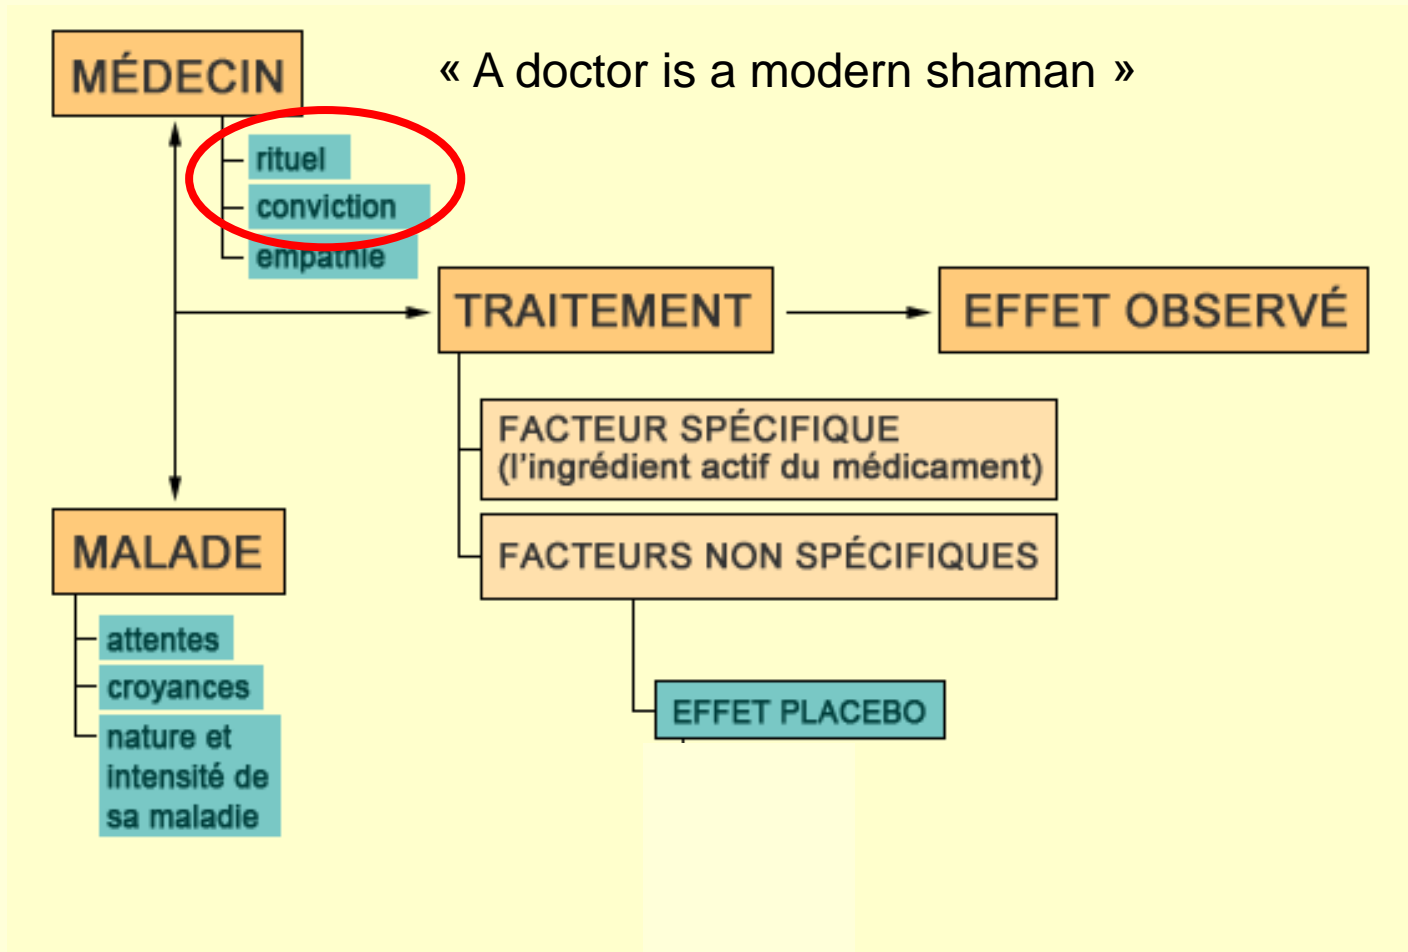 MÉDECIN
« A doctor is a modern shaman »
rituel
conviction
empathie
TRAITEMENT
EFFET OBSERVÉ
FACTEUR SPÉCIFIQUE
(l'ingrédient actif du médicament)
FACTEURS NON SPÉCIFIQUES
EFFET PLACEBO
MALADE
attentes
croyances
nature et
intensité de
sa maladie